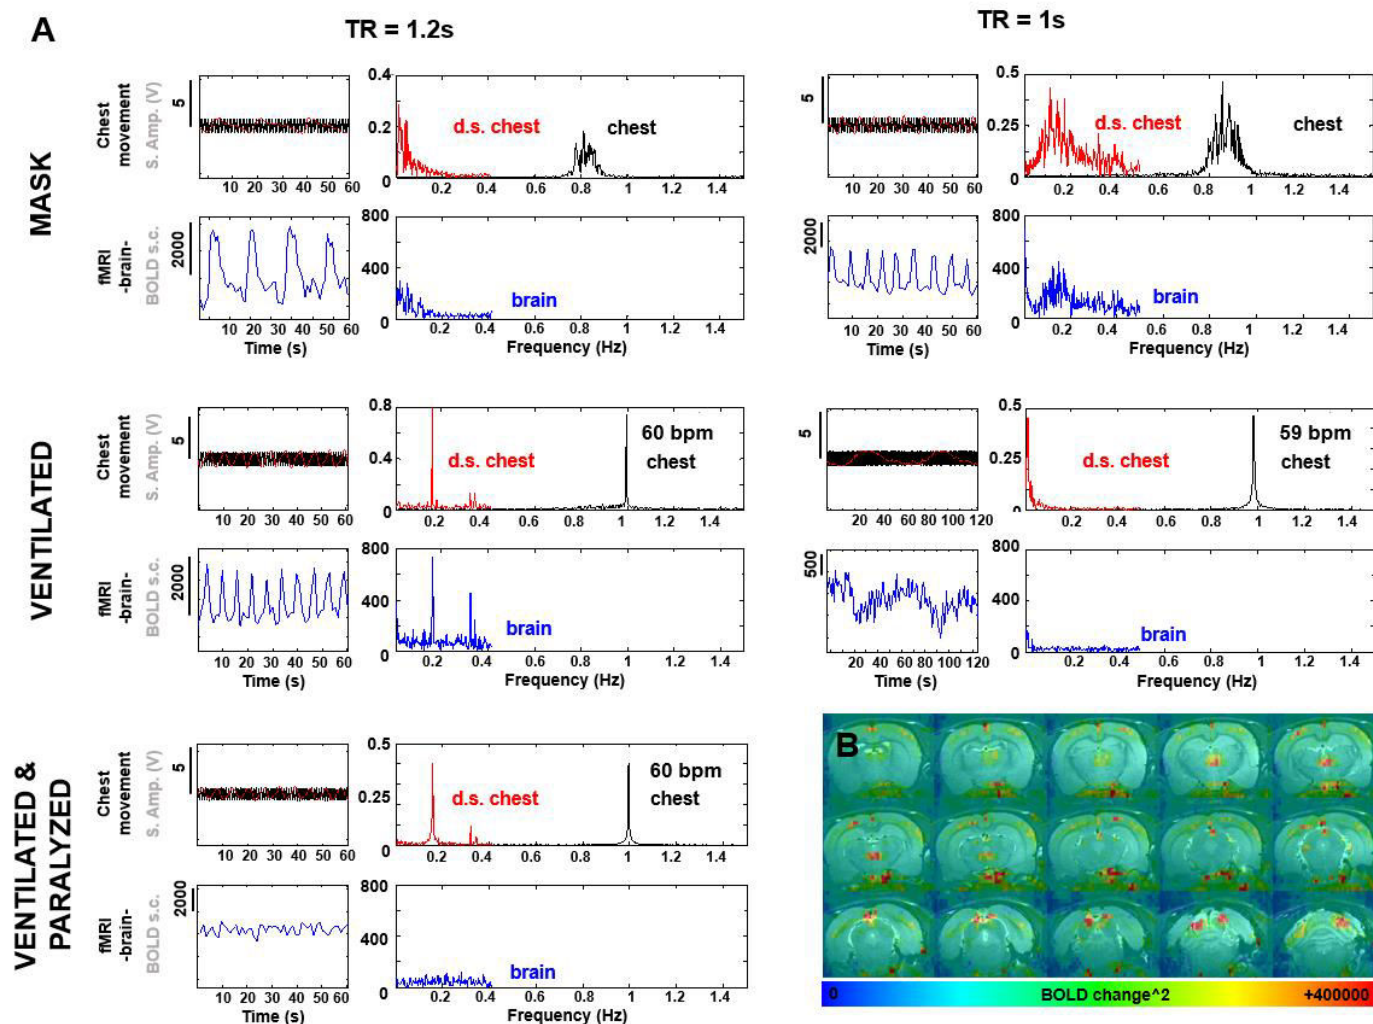 A
TR = 1.2s
TR = 1s
MASK
Chest
movement
S. Amp. (V)
5
10 20 30 40 50 60
0.4
0.2
0
d.s. chest
chest
0.2 0.4 0.6 0.8 1 1.2 1.4
fMRI
-brain-
BOLD s.c.
2000
10 20 30 40 50 60
Time (s)
800
400
0
brain
0.2 0.4 0.6 0.8 1 1.2 1.4
Frequency (Hz)
5
10 20 30 40 50 60
0.5
0.25
0
d.s. chest
chest
0.2 0.4 0.6 0.8 1 1.2 1.4
2000
10 20 30 40 50 60
Time (s)
800
400
0
brain
0.2 0.4 0.6 0.8 1 1.2 1.4
Frequency (Hz)
VENTILATED
Chest
movement
S. Amp. (V)
5
10 20 30 40 50 60
0.8
0.4
0
d.s. chest
60 bpm
chest
0.2 0.4 0.6 0.8 1 1.2 1.4
fMRI
-brain-
BOLD s.c.
2000
10 20 30 40 50 60
Time (s)
800
400
0
brain
0.2 0.4 0.6 0.8 1 1.2 1.4
Frequency (Hz)
5
20 40 60 80 100 120
0.5
0.25
0
d.s. chest
59 bpm
chest
0.2 0.4 0.6 0.8 1 1.2 1.4
500
20 40 60 80 100 120
Time (s)
800
400
0
brain
0.2 0.4 0.6 0.8 1 1.2 1.4
Frequency (Hz)
VENTILATED &
PARALYZED
Chest
movement
S. Amp. (V)
5
10 20 30 40 50 60
0.5
0.25
0
d.s. chest
60 bpm
chest
0.2 0.4 0.6 0.8 1 1.2 1.4
fMRI
-brain-
BOLD s.c.
2000
10 20 30 40 50 60
Time (s)
800
400
0
brain
0.2 0.4 0.6 0.8 1 1.2 1.4
Frequency (Hz)
B
0 BOLD change^2 +400000